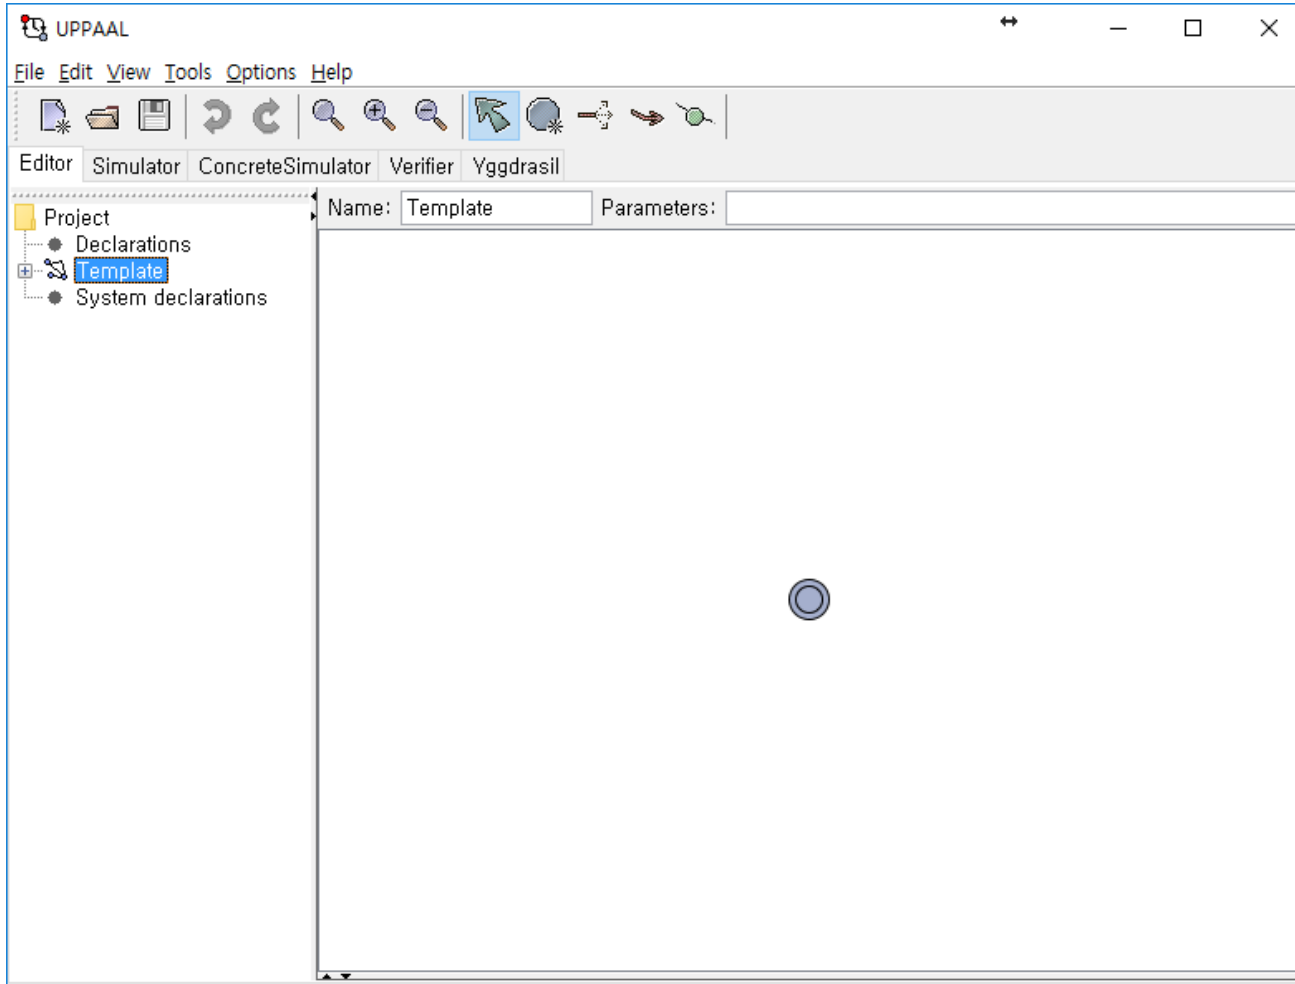 UPPAAL
File Edit View Tools Options Help
Editor Simulator ConcreteSimulator Verifier Yggdrasil
Project
Declarations
Template
System declarations
Name: Template Parameters: